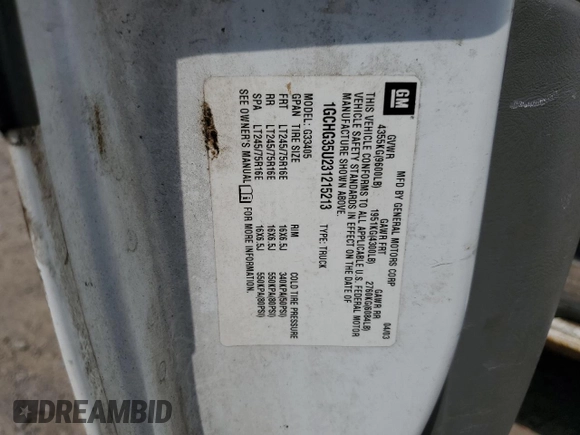 GM
MFD BY GENERAL MOTORS CORP
04/03
GVWR GAWR FRT GAWR RR
4355KG(9600LB) 1951KG(4300LB) 2760KG(6084LB)
THIS VEHICLE CONFORMS TO ALL APPLICABLE U.S. FEDERAL MOTOR
VEHICLE SAFETY STANDARDS IN EFFECT ON THE DATE OF
MANUFACTURE SHOWN ABOVE.
1GCHG35U231215213 TYPE: TRUCK
MODEL: G33405
GPAN TIRE SIZE RIM COLD TIRE PRESSURE
FRT LT245/75R16E 16X6.5J 340KPA(50PSI)
RR LT245/75R16E 16X6.5J 550KPA(80PSI)
SPA LT245/75R16E 16X6.5J 550KPA(80PSI)
SEE OWNER'S MANUAL FOR MORE INFORMATION.
DREAMBID